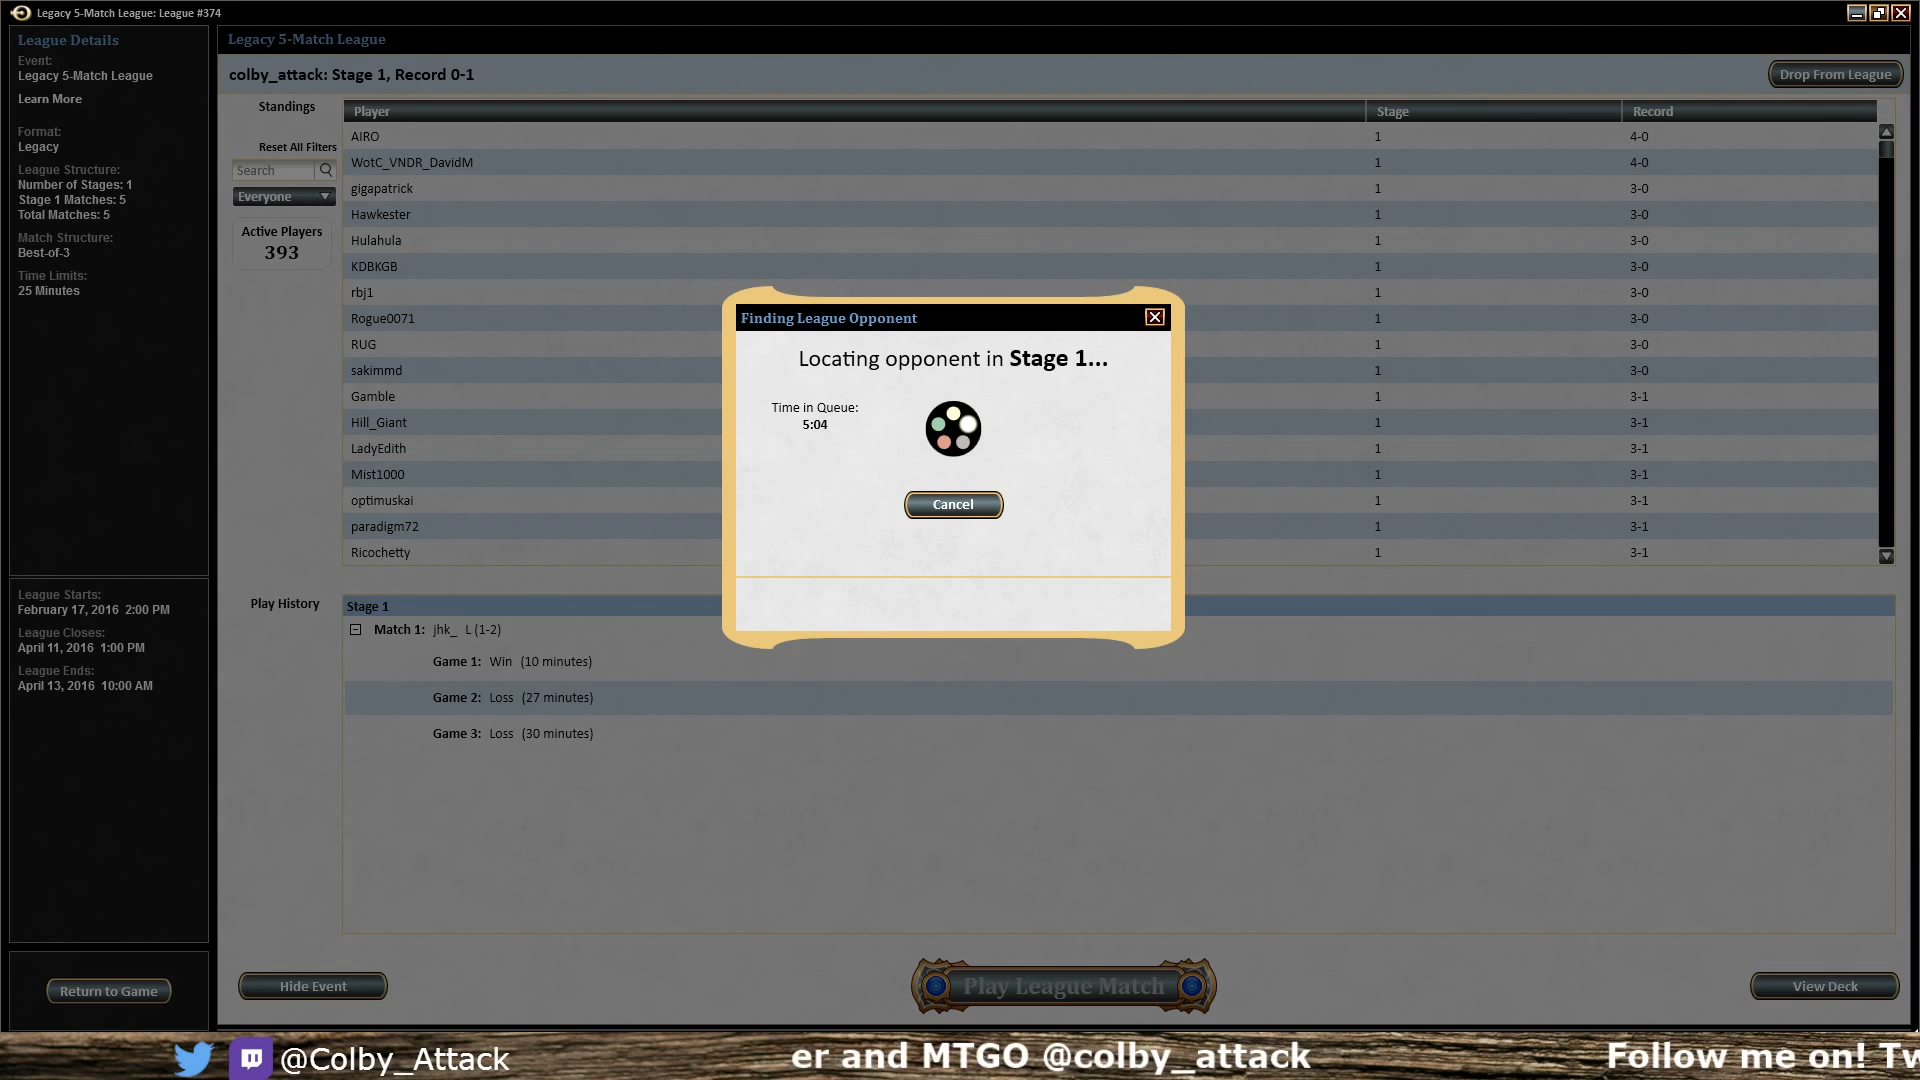 Legacy 5-Match League: League #374
League Details
Event:
Legacy 5-Match League
Learn More
Format:
Legacy
League Structure:
Number of Stages: 1
Stage 1 Matches: 5
Total Matches: 5
Match Structure:
Best-of-3
Time Limits:
25 Minutes
League Starts:
February 17, 2016 2:00 PM
League Closes:
April 11, 2016 1:00 PM
League Ends:
April 13, 2016 10:00 AM
Return to Game
Legacy 5-Match League
colby_attack: Stage 1, Record 0-1
Drop From League
Standings
Reset All Filters
Search
Everyone
Active Players
393
Player Stage Record
AIRO 1 4-0
WotC_VNDR_DavidM 1 4-0
gigapatrick 1 3-0
Hawkester 1 3-0
Hulahula 1 3-0
KDBKGB 1 3-0
rbj1 1 3-0
Rogue0071 1 3-0
RUG 1 3-0
sakimmd 1 3-0
Gamble 1 3-1
Hill_Giant 1 3-1
LadyEdith 1 3-1
Mist1000 1 3-1
optimuskai 1 3-1
paradigm72 1 3-1
Ricochetty 1 3-1
Finding League Opponent
Locating opponent in Stage 1...
Time in Queue:
5:04
Cancel
Play History
Stage 1
Match 1: jhk_ L (1-2)
Game 1: Win (10 minutes)
Game 2: Loss (27 minutes)
Game 3: Loss (30 minutes)
Hide Event
Play League Match
View Deck
@Colby_Attack
er and MTGO @colby_attack
Follow me on! Tw